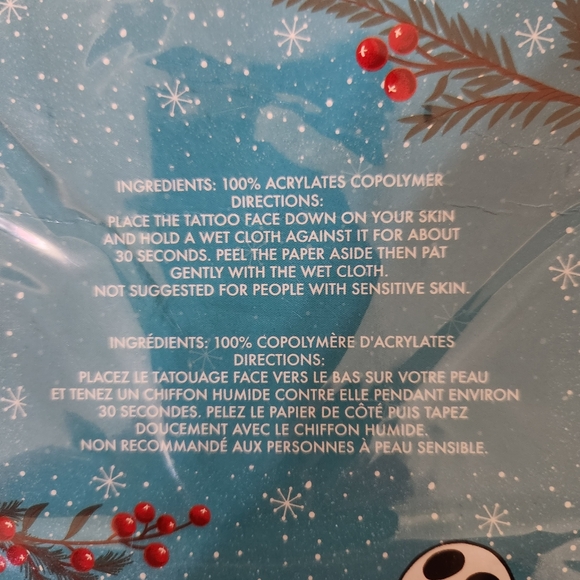 INGREDIENTS: 100% ACRYLATES COPOLYMER
DIRECTIONS:
PLACE THE TATTOO FACE DOWN ON YOUR SKIN
AND HOLD A WET CLOTH AGAINST IT FOR ABOUT
30 SECONDS. PEEL THE PAPER ASIDE THEN PAT
GENTLY WITH THE WET CLOTH.
NOT SUGGESTED FOR PEOPLE WITH SENSITIVE SKIN.
INGRÉDIENTS: 100% COPOLYMÈRE D'ACRYLATES
DIRECTIONS:
PLACEZ LE TATOUAGE FACE VERS LE BAS SUR VOTRE PEAU
ET TENEZ UN CHIFFON HUMIDE CONTRE ELLE PENDANT ENVIRON
30 SECONDES. PELEZ LE PAPIER DE CÔTÉ PUIS TAPEZ
DOUCEMENT AVEC LE CHIFFON HUMIDE.
NON RECOMMANDÉ AUX PERSONNES À PEAU SENSIBLE.